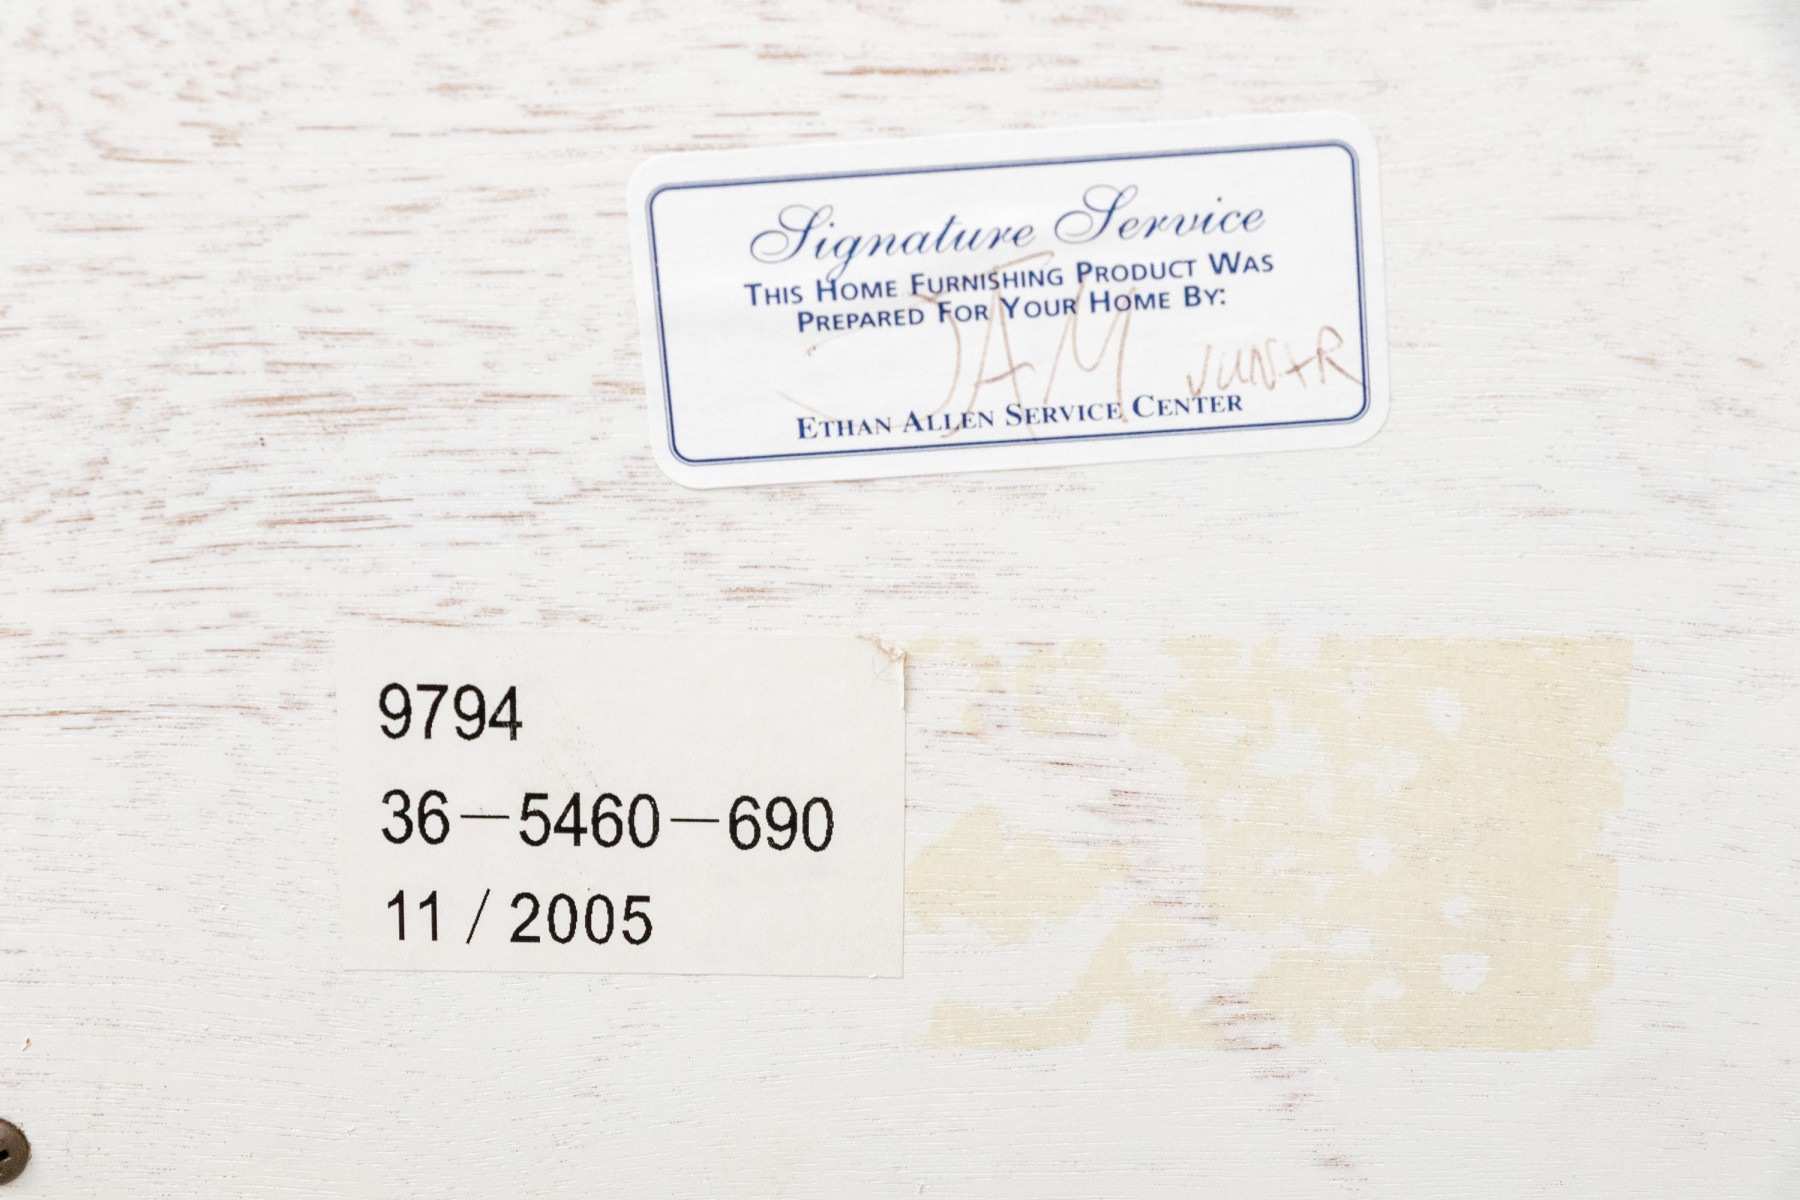 Signature Service
THIS HOME FURNISHING PRODUCT WAS
PREPARED FOR YOUR HOME BY:
JAM
ETHAN ALLEN SERVICE CENTER
9794
36-5460-690
11 / 2005